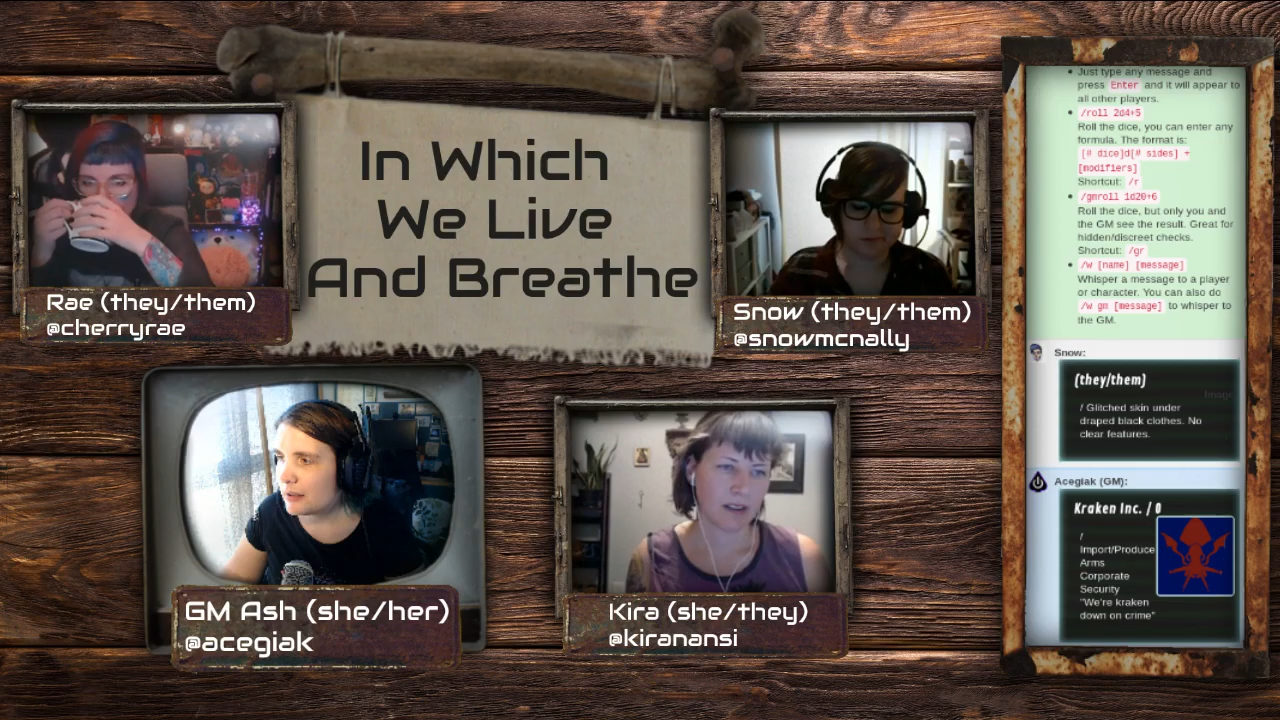 In Which
We Live
And Breathe
Rae (they/them)
@cherryrae
Snow (they/them)
@snowmcnally
GM Ash (she/her)
@acegiak
Kira (she/they)
@kiranansi
Just type any message and
press Enter and it will appear to
all other players.
/roll 2d4+5
Roll the dice, you can enter any
formula. The format is:
[# dice]d[# sides] +
[modifiers]
Shortcut: /r
/gmroll 1d20+6
Roll the dice, but only you and
the GM see the result. Great for
hidden/discreet checks.
Shortcut: /gr
/w [name] [message]
Whisper a message to a player
or character. You can also do
/w gm [message] to whisper to
the GM.
Snow:
(they/them)
Image
/ Glitched skin under
draped black clothes. No
clear features.
Acegiak (GM):
Kraken Inc. / 0
/
Import/Produce
Arms
Corporate
Security
"We're kraken
down on crime"